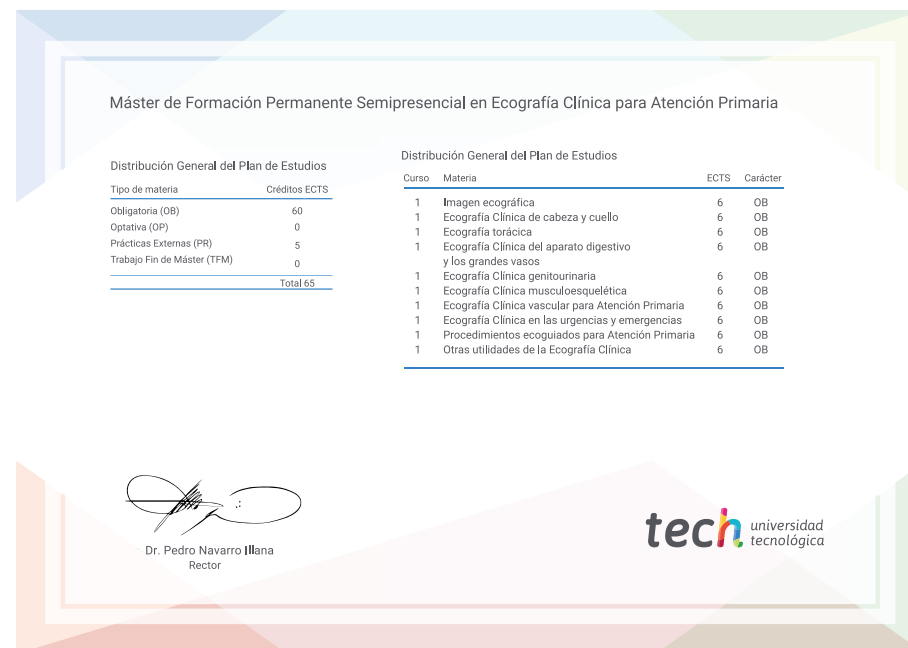 Máster de Formación Permanente Semipresencial en Ecografía Clínica para Atención Primaria
Distribución General del Plan de Estudios
Tipo de materia Créditos ECTS
Obligatoria (OB) 60
Optativa (OP) 0
Prácticas Externas (PR) 5
Trabajo Fin de Máster (TFM) 0
Total 65
Distribución General del Plan de Estudios
Curso Materia ECTS Carácter
1 Imagen ecográfica 6 OB
1 Ecografía Clínica de cabeza y cuello 6 OB
1 Ecografía torácica 6 OB
1 Ecografía Clínica del aparato digestivo 6 OB
y los grandes vasos
1 Ecografía Clínica genitourinaria 6 OB
1 Ecografía Clínica musculoesquelética 6 OB
1 Ecografía Clínica vascular para Atención Primaria 6 OB
1 Ecografía Clínica en las urgencias y emergencias 6 OB
1 Procedimientos ecoguiados para Atención Primaria 6 OB
1 Otras utilidades de la Ecografía Clínica 6 OB
Dr. Pedro Navarro Illana
Rector
tech universidad
tecnológica